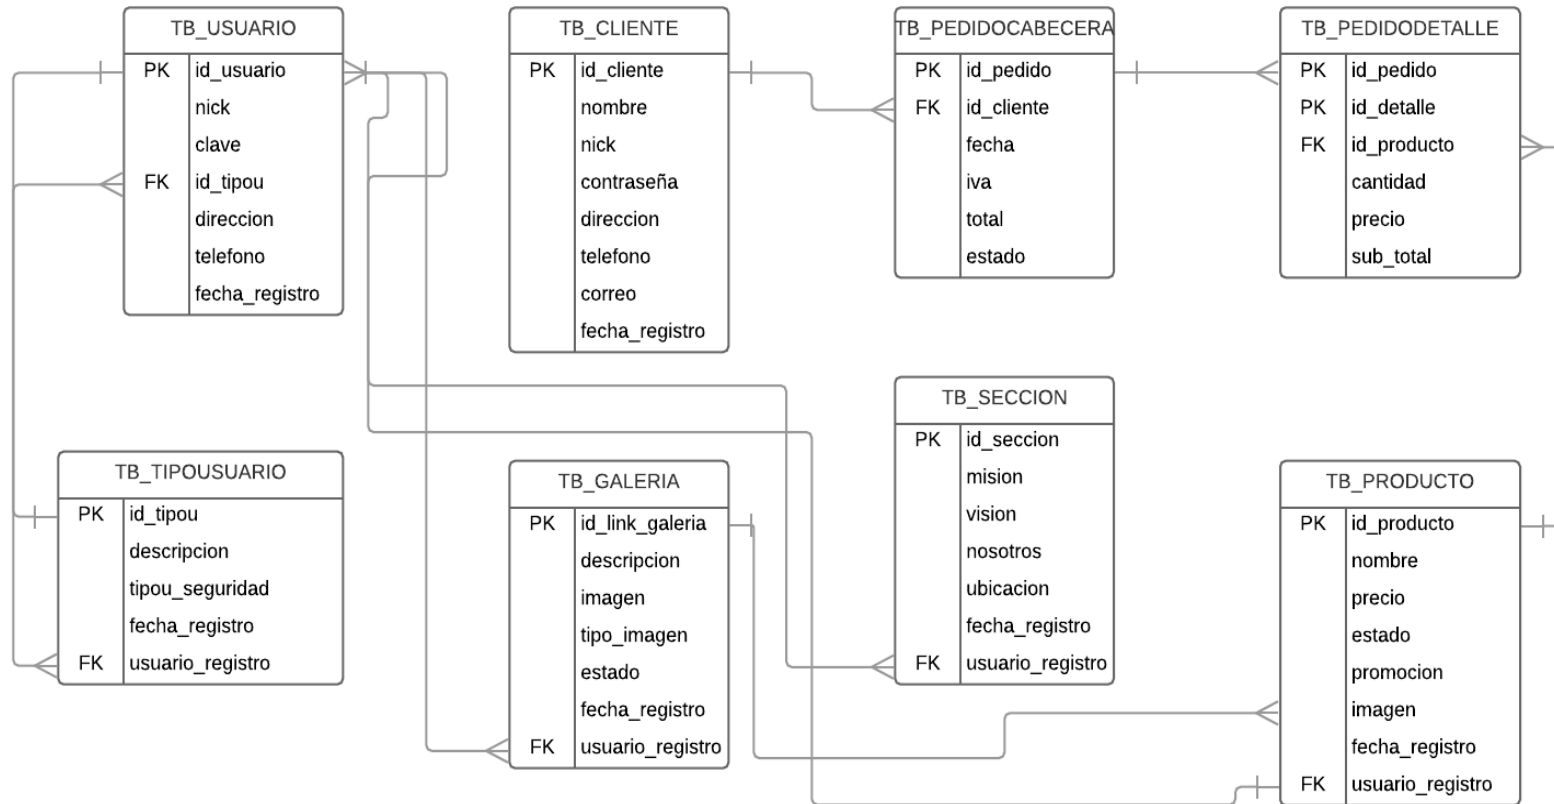 TB_USUARIO
PK id_usuario
nick
clave
FK id_tipou
direccion
telefono
fecha_registro
TB_CLIENTE
PK id_cliente
nombre
nick
contraseña
direccion
telefono
correo
fecha_registro
TB_PEDIDOCABECERA
PK id_pedido
FK id_cliente
fecha
iva
total
estado
TB_PEDIDODETALLE
PK id_pedido
PK id_detalle
FK id_producto
cantidad
precio
sub_total
TB_TIPOUSUARIO
PK id_tipou
descripcion
tipou_seguridad
fecha_registro
FK usuario_registro
TB_GALERIA
PK id_link_galeria
descripcion
imagen
tipo_imagen
estado
fecha_registro
FK usuario_registro
TB_SECCION
PK id_seccion
mision
vision
nosotros
ubicacion
fecha_registro
FK usuario_registro
TB_PRODUCTO
PK id_producto
nombre
precio
estado
promocion
imagen
fecha_registro
FK usuario_registro